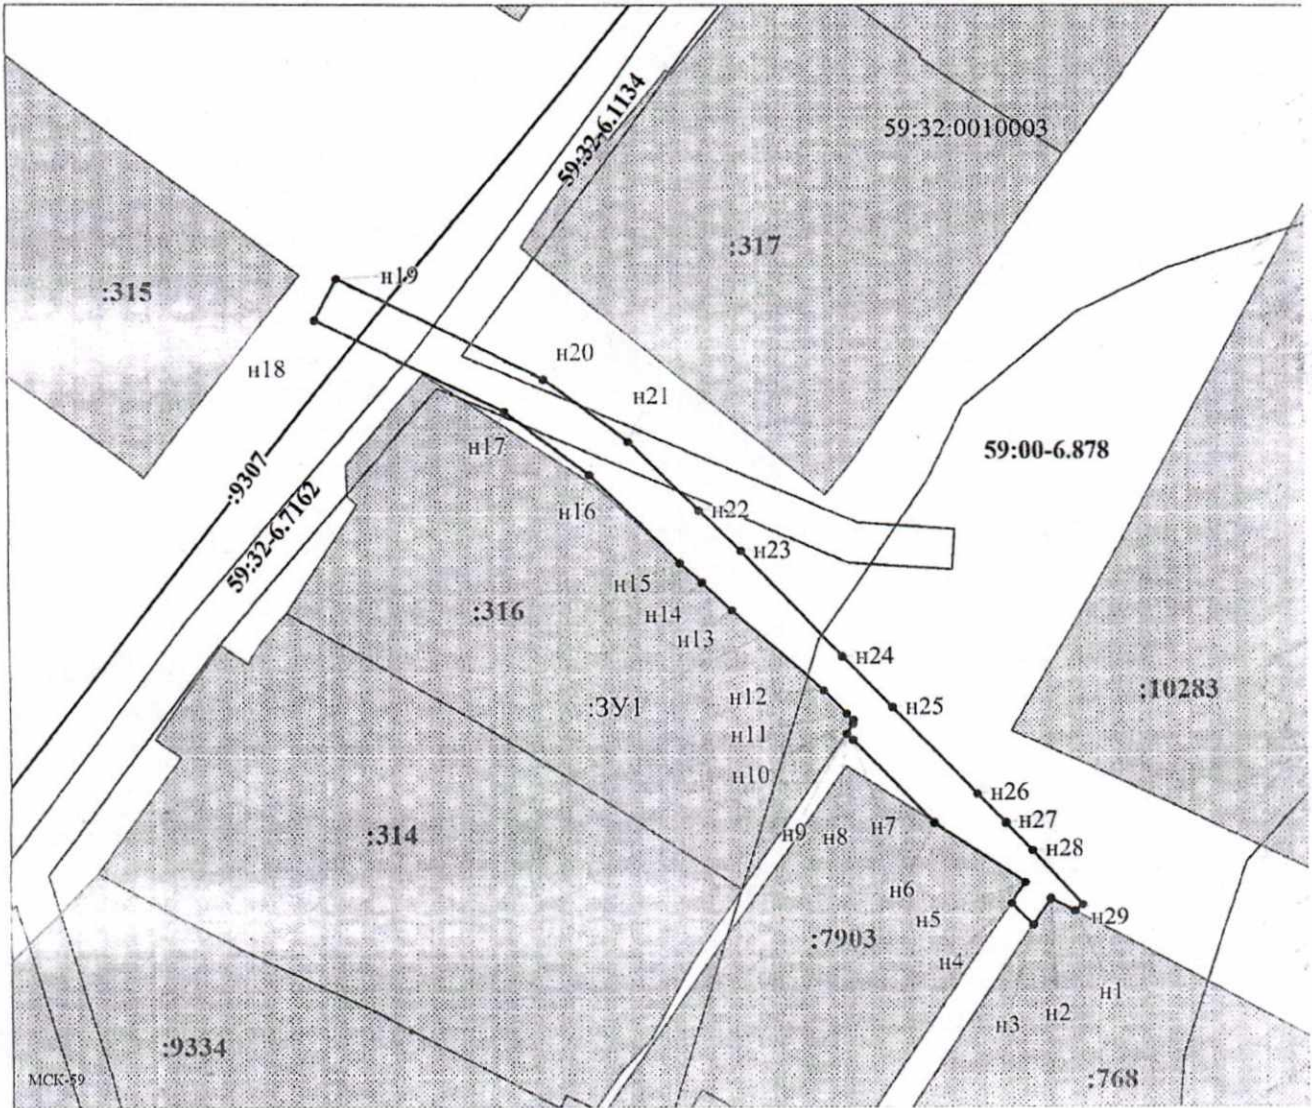 59:32-6.1134
59:32:0010003
:317
н19
:315
н18
н20
н21
59:00-6.878
н17
:9307
59:32-6.7162
н16
н22
н23
н15
:316
н14
н13
н24
:10283
н12
:ЗУ1
н25
н11
н10
н26
:314
н9
н8
н7
н27
н28
н6
н5
н29
:7903
н4
н1
н2
н3
:9334
МСК-59
:768